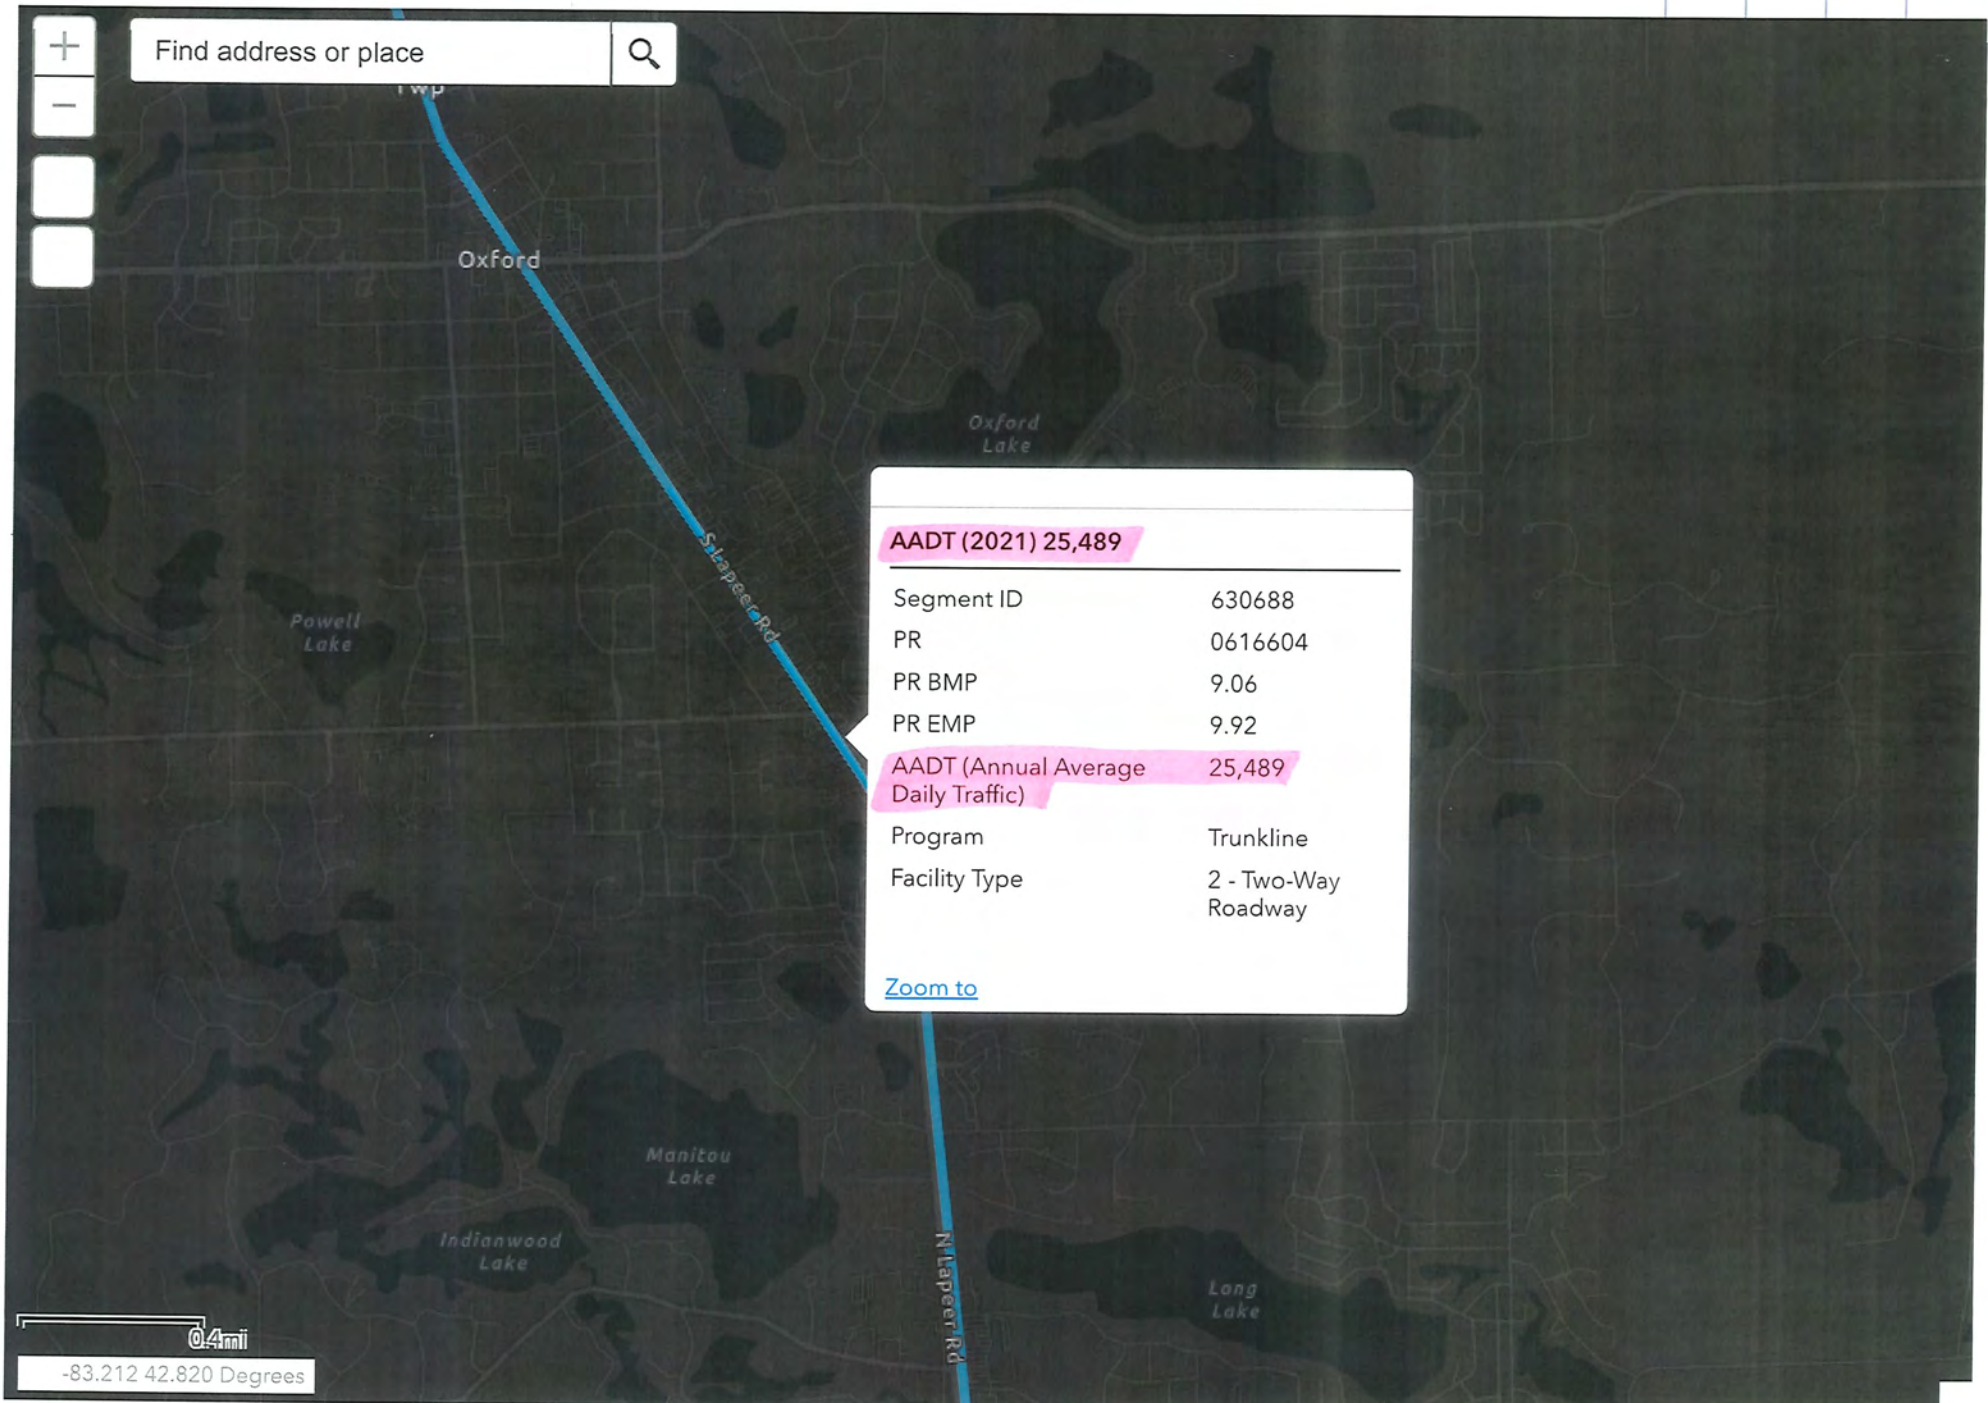 +
Find address or place
−
Twp
Oxford
Oxford
Lake
S Lapeer Rd
AADT (2021) 25,489
Segment ID 630688
PR 0616604
PR BMP 9.06
PR EMP 9.92
AADT (Annual Average 25,489
Daily Traffic)
Program Trunkline
Facility Type 2 - Two-Way
Roadway
Zoom to
Powell
Lake
Manitou
Lake
Indianwood
Lake
N Lapeer Rd
Long
Lake
0.4mi
-83.212 42.820 Degrees